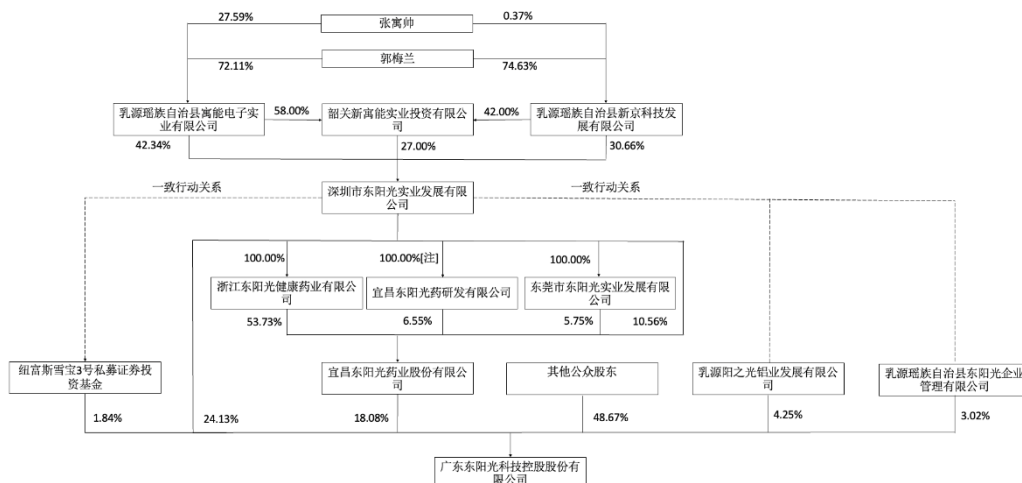 27.59%
张寓帅
0.37%
郭梅兰
72.11%
74.63%
乳源瑶族自治县寓能电子实
业有限公司
58.00%
韶关新寓能实业投资有限公
司
42.00%
乳源瑶族自治县新京科技发
展有限公司
42.34%
27.00%
30.66%
一致行动关系
深圳市东阳光实业发展有限
公司
一致行动关系
100.00%
100.00%[注]
100.00%
浙江东阳光健康药业有限公
司
宜昌东阳光药研发有限公司
东莞市东阳光实业发展有限
公司
53.73%
6.55%
5.75%
10.56%
纽富斯雪宝3号私募证券投
资基金
宜昌东阳光药业股份有限公
司
其他公众股东
乳源阳之光铝业发展有限公
司
乳源瑶族自治县东阳光企业
管理有限公司
1.84%
24.13%
18.08%
48.67%
4.25%
3.02%
广东东阳光科技控股股份有
限公司